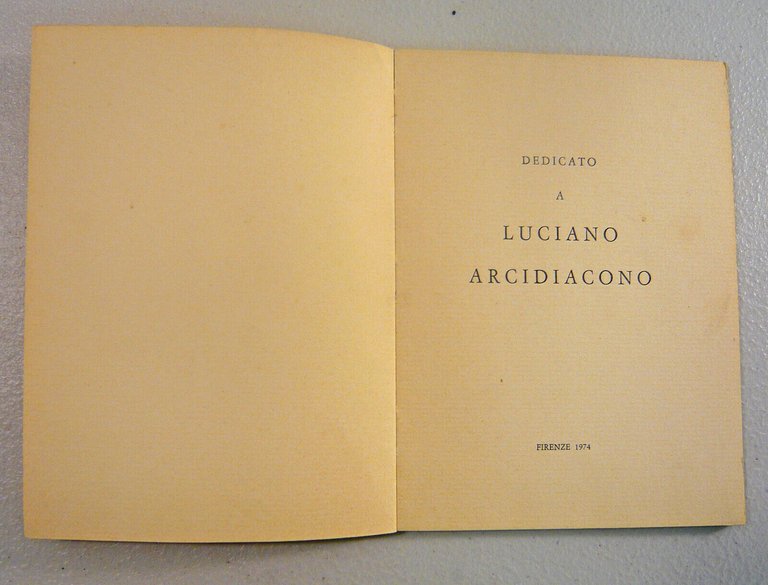 DEDICATO
A
LUCIANO
ARCIDIACONO
FIRENZE 1974